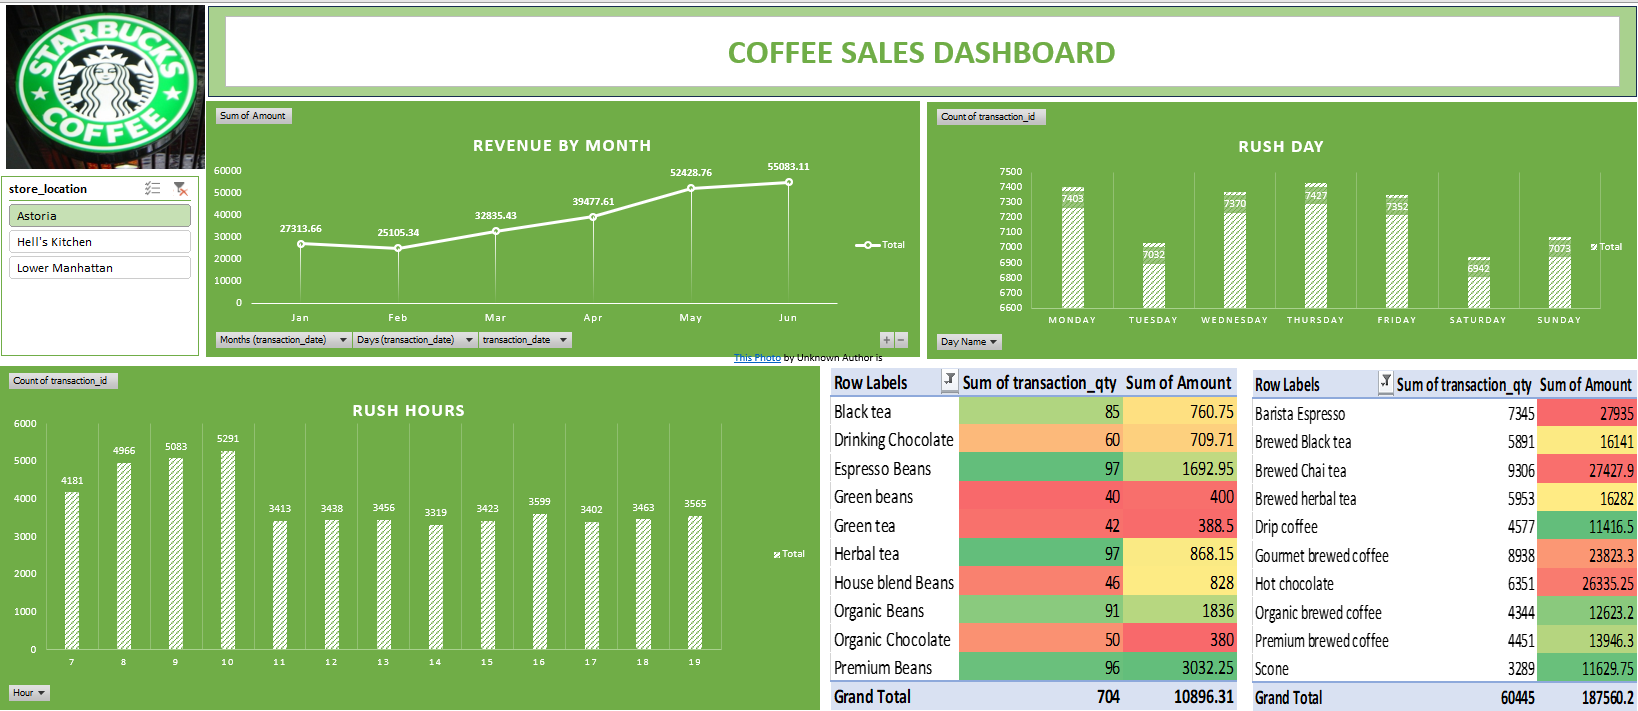 STARBUCKS
COFFEE
COFFEE SALES DASHBOARD
store_location
Astoria
Hell's Kitchen
Lower Manhattan
Sum of Amount
REVENUE BY MONTH
60000
50000
40000
30000
20000
10000
0
27313.66
25105.34
32835.43
39477.61
52428.76
55083.11
Total
Jan Feb Mar Apr May Jun
Months (transaction_date) Days (transaction_date) transaction_date
+ −
This Photo by Unknown Author is
Count of transaction_id
RUSH DAY
7500
7400
7300
7200
7100
7000
6900
6800
6700
6600
7403
7032
7370
7427
7352
6942
7073
Total
MONDAY TUESDAY WEDNESDAY THURSDAY FRIDAY SATURDAY SUNDAY
Day Name
Count of transaction_id
RUSH HOURS
6000
5000
4000
3000
2000
1000
0
4181
4966
5083
5291
3413
3438
3456
3319
3423
3599
3402
3463
3565
Total
7 8 9 10 11 12 13 14 15 16 17 18 19
Hour
Row Labels Sum of transaction_qty Sum of Amount
Black tea 85 760.75
Drinking Chocolate 60 709.71
Espresso Beans 97 1692.95
Green beans 40 400
Green tea 42 388.5
Herbal tea 97 868.15
House blend Beans 46 828
Organic Beans 91 1836
Organic Chocolate 50 380
Premium Beans 96 3032.25
Grand Total 704 10896.31
Row Labels Sum of transaction_qty Sum of Amount
Barista Espresso 7345 27935
Brewed Black tea 5891 16141
Brewed Chai tea 9306 27427.9
Brewed herbal tea 5953 16282
Drip coffee 4577 11416.5
Gourmet brewed coffee 8938 23823.3
Hot chocolate 6351 26335.25
Organic brewed coffee 4344 12623.2
Premium brewed coffee 4451 13946.3
Scone 3289 11629.75
Grand Total 60445 187560.2